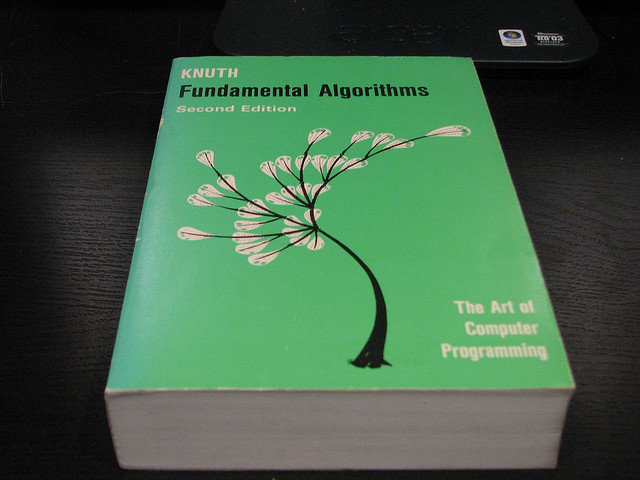 KNUTH
Fundamental Algorithms
Second Edition
The Art of
Computer
Programming